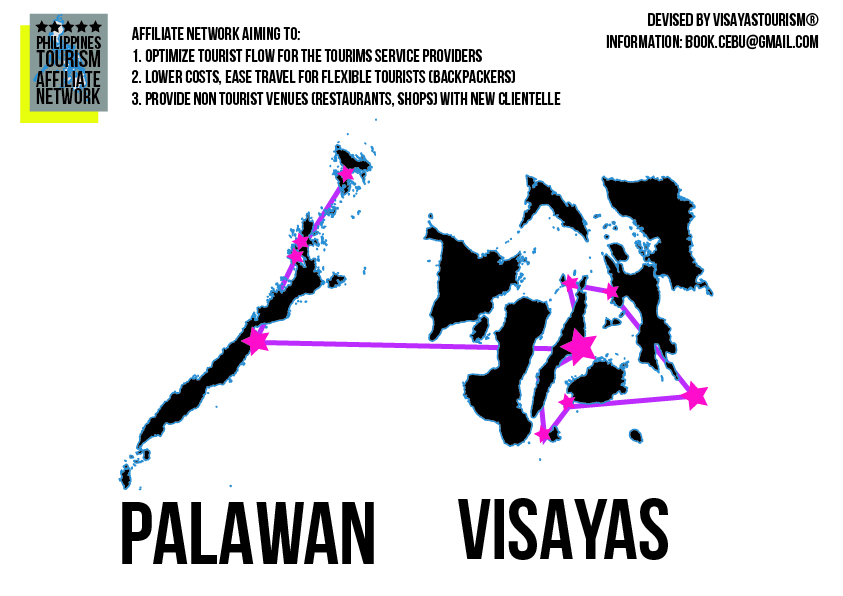 PHILIPPINES
TOURISM
AFFILIATE
NETWORK
AFFILIATE NETWORK AIMING TO:
1. OPTIMIZE TOURIST FLOW FOR THE TOURIMS SERVICE PROVIDERS
2. LOWER COSTS, EASE TRAVEL FOR FLEXIBLE TOURISTS (BACKPACKERS)
3. PROVIDE NON TOURIST VENUES (RESTAURANTS, SHOPS) WITH NEW CLIENTELLE
DEVISED BY VISAYASTOURISM®
INFORMATION: BOOK.CEBU@GMAIL.COM
PALAWAN
VISAYAS